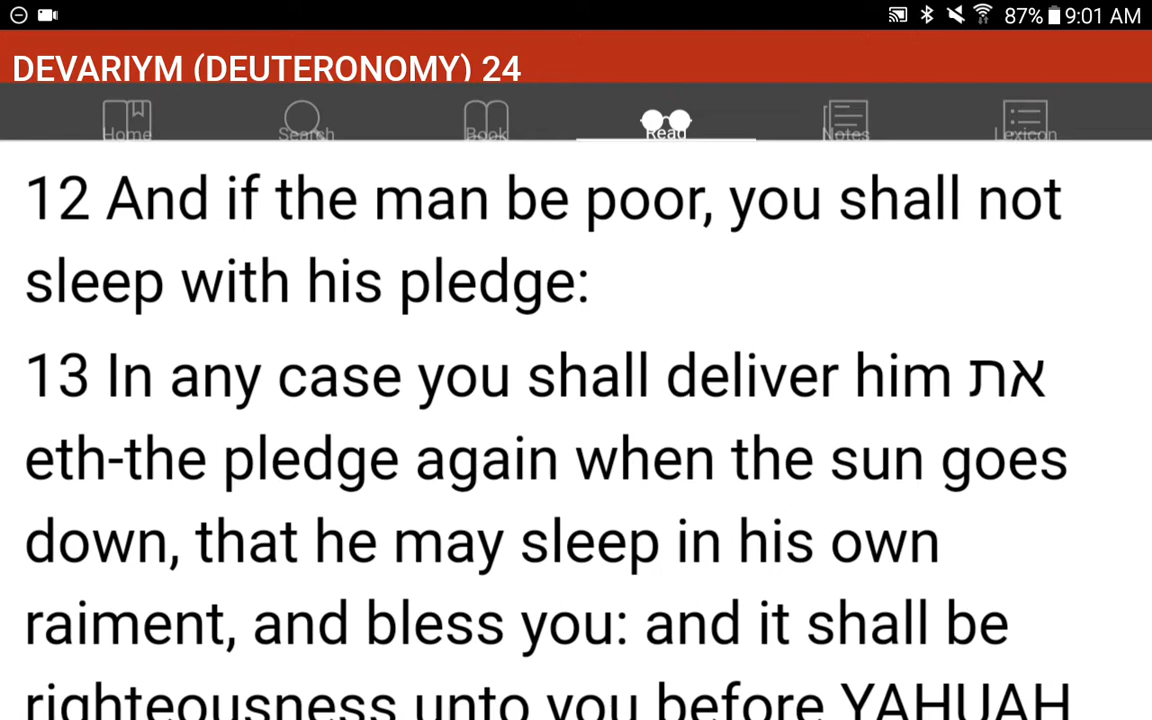 87% 9:01 AM
DEVARIYM (DEUTERONOMY) 24
Home Search Book Read Notes Lexicon
12 And if the man be poor, you shall not
sleep with his pledge:
13 In any case you shall deliver him את
eth-the pledge again when the sun goes
down, that he may sleep in his own
raiment, and bless you: and it shall be
righteousness unto you before YAHUAH